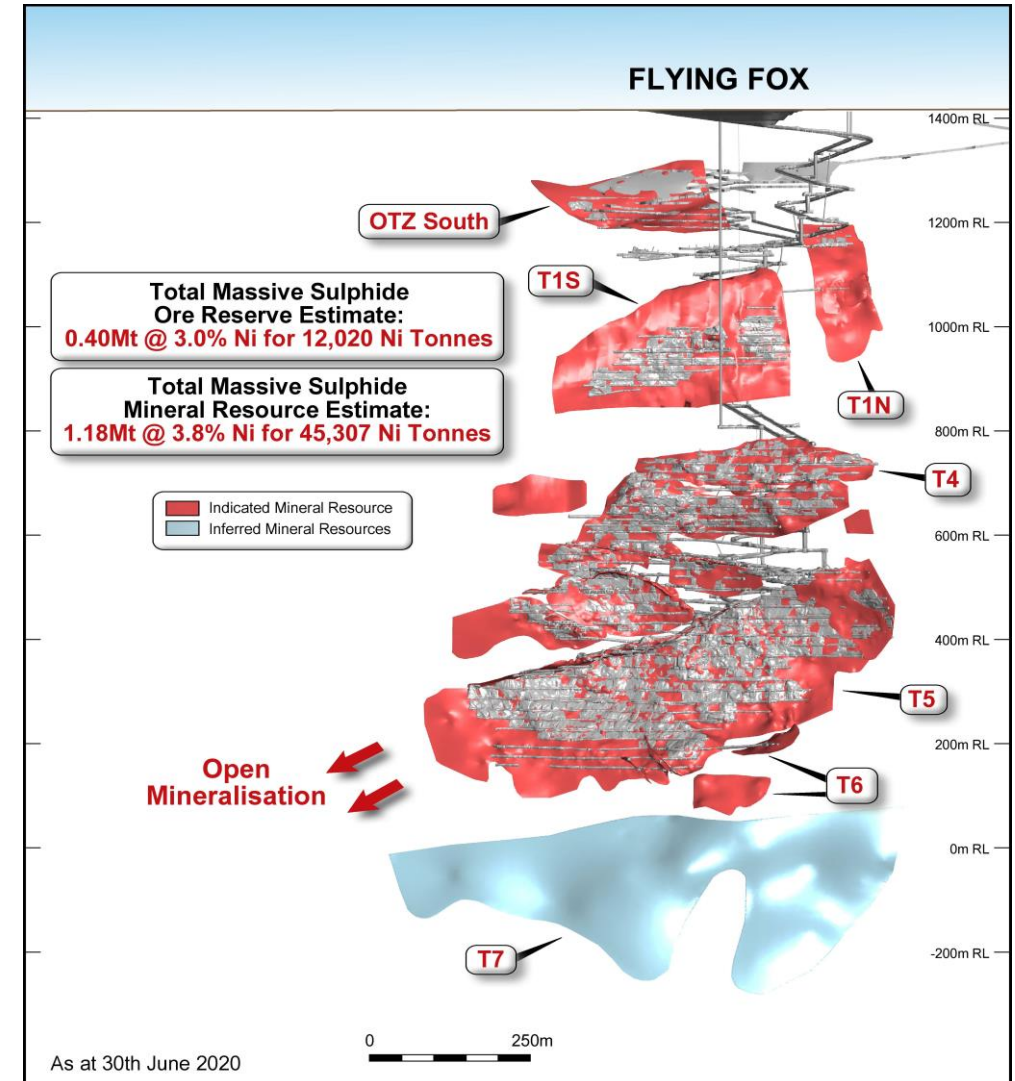 FLYING FOX
1400m RL
OTZ South
1200m RL
T1S
Total Massive Sulphide
Ore Reserve Estimate:
0.40Mt @ 3.0% Ni for 12,020 Ni Tonnes
1000m RL
Total Massive Sulphide
Mineral Resource Estimate:
1.18Mt @ 3.8% Ni for 45,307 Ni Tonnes
T1N
800m RL
T4
Indicated Mineral Resource
Inferred Mineral Resources
600m RL
400m RL
T5
200m RL
Open
Mineralisation
T6
0m RL
T7
-200m RL
0
250m
As at 30th June 2020